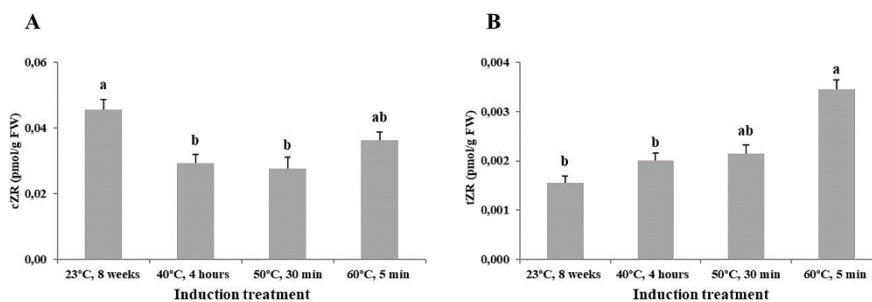 A
cZR (pmol/g FW)
0,06
0,04
0,02
0,00
a
b
b
ab
23°C, 8 weeks
40°C, 4 hours
50°C, 30 min
60°C, 5 min
Induction treatment
B
tZR (pmol/g FW)
0,004
0,003
0,002
0,001
0,000
b
b
ab
a
23°C, 8 weeks
40°C, 4 hours
50°C, 30 min
60°C, 5 min
Induction treatment